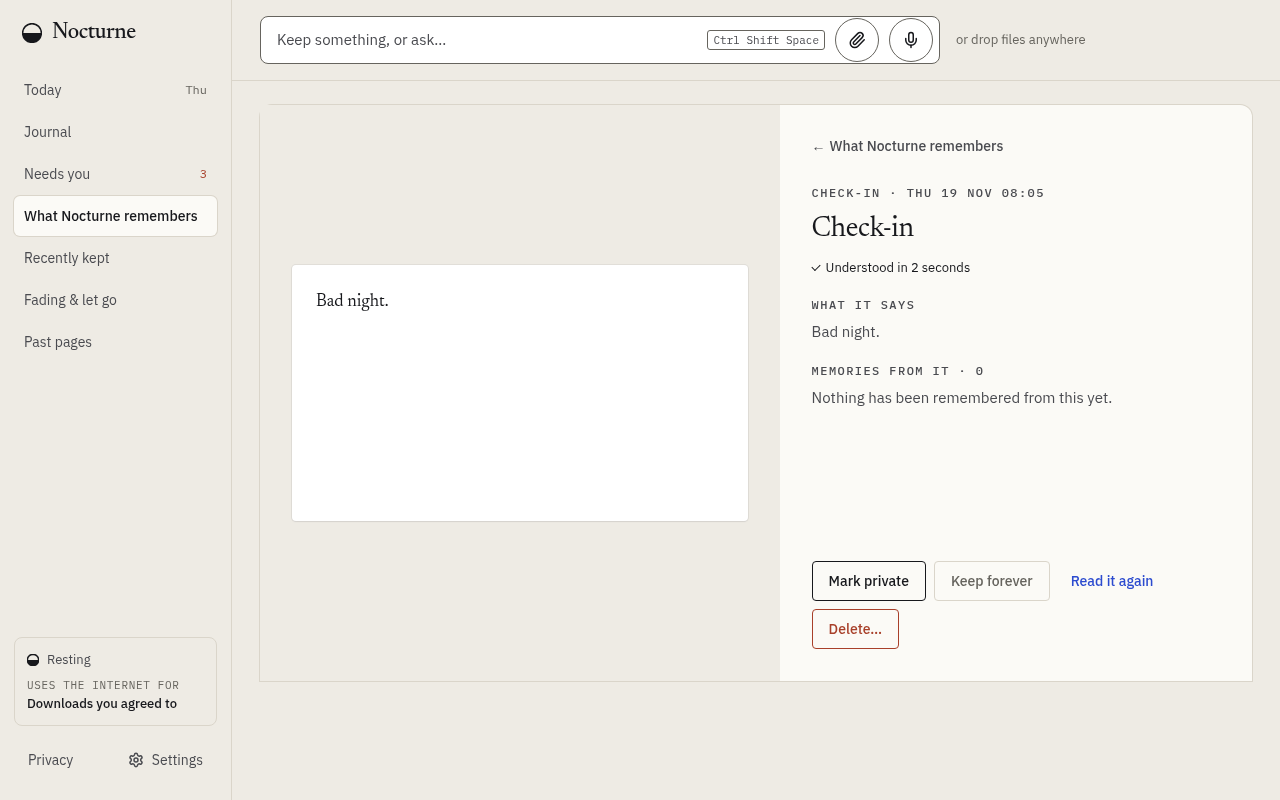 Nocturne
Today Thu
Journal
Needs you 3
What Nocturne remembers
Recently kept
Fading & let go
Past pages
Resting
USES THE INTERNET FOR
Downloads you agreed to
Privacy Settings
Keep something, or ask... Ctrl Shift Space or drop files anywhere
Bad night.
← What Nocturne remembers
CHECK-IN · THU 19 NOV 08:05
Check-in
✓ Understood in 2 seconds
WHAT IT SAYS
Bad night.
MEMORIES FROM IT · 0
Nothing has been remembered from this yet.
Mark private Keep forever Read it again
Delete...